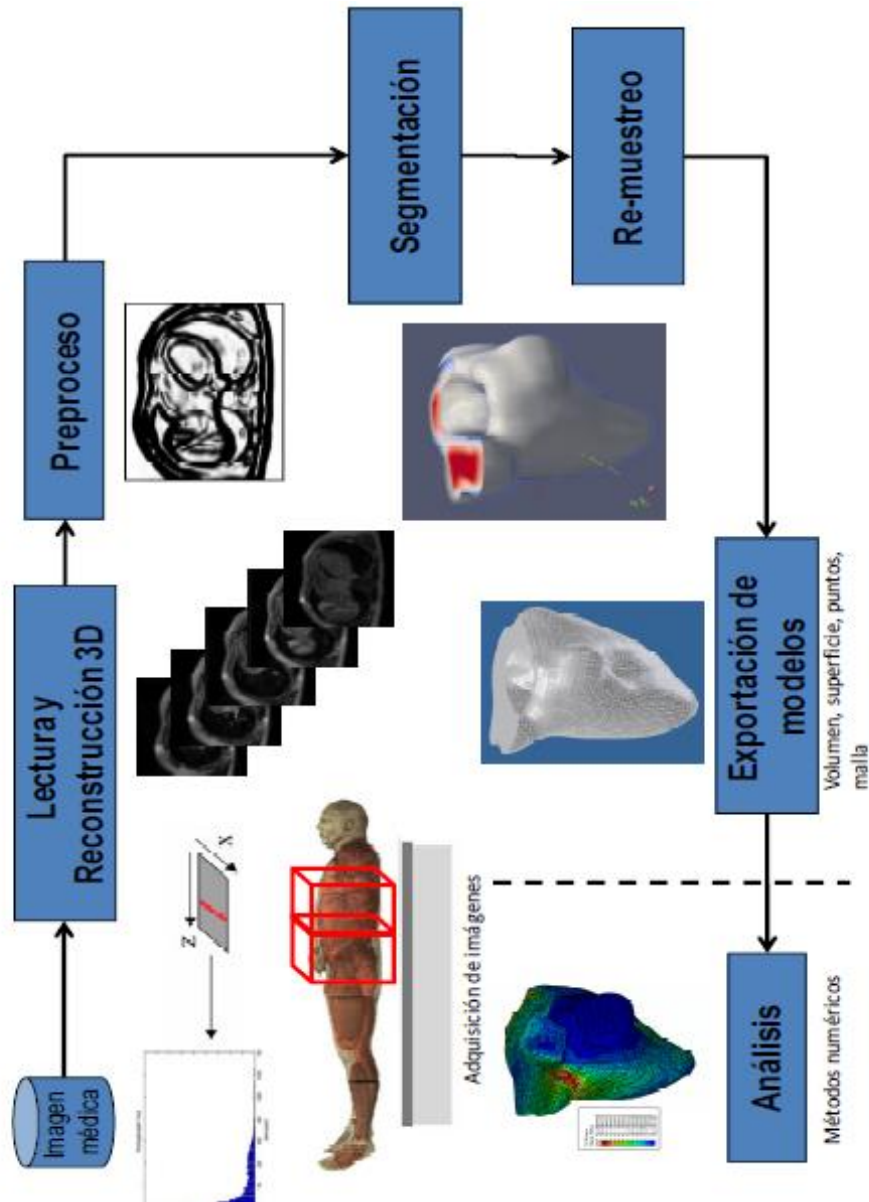 Imagen
médica
Lectura y
Reconstrucción 3D
Preproceso
Segmentación
Re-muestreo
Exportación de
modelos
Volumen, superficie, puntos,
malla
Análisis
Métodos numéricos
Adquisición de imágenes
Z
X